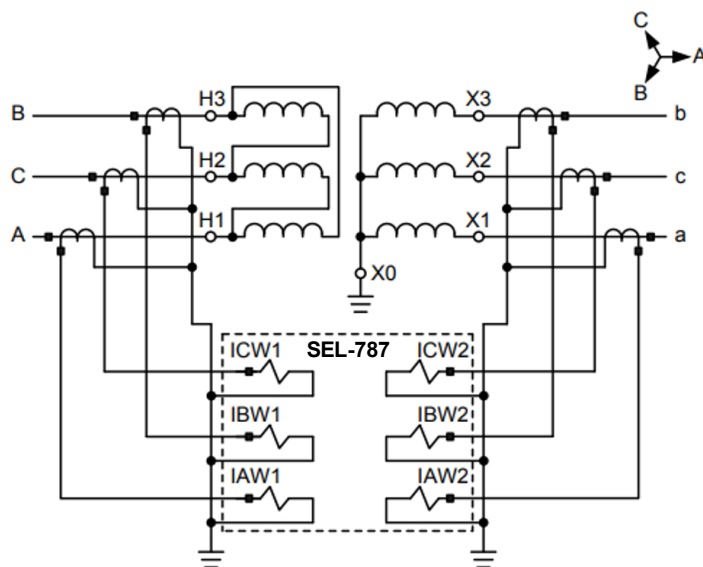 C
A
B
B H3 X3 b
C H2 X2 c
A H1 X1 a
X0
SEL-787
ICW1 ICW2
IBW1 IBW2
IAW1 IAW2